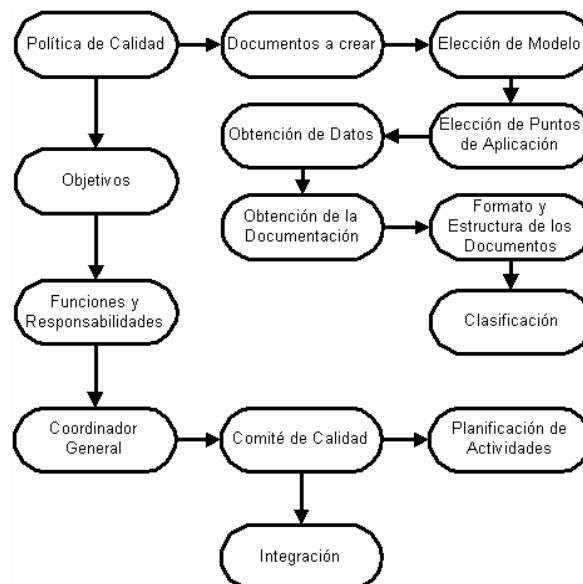 Política de Calidad
Documentos a crear
Elección de Modelo
Obtención de Datos
Elección de Puntos
de Aplicación
Objetivos
Obtención de la
Documentación
Formato y
Estructura de los
Documentos
Funciones y
Responsabilidades
Clasificación
Coordinador
General
Comité de Calidad
Planificación de
Actividades
Integración